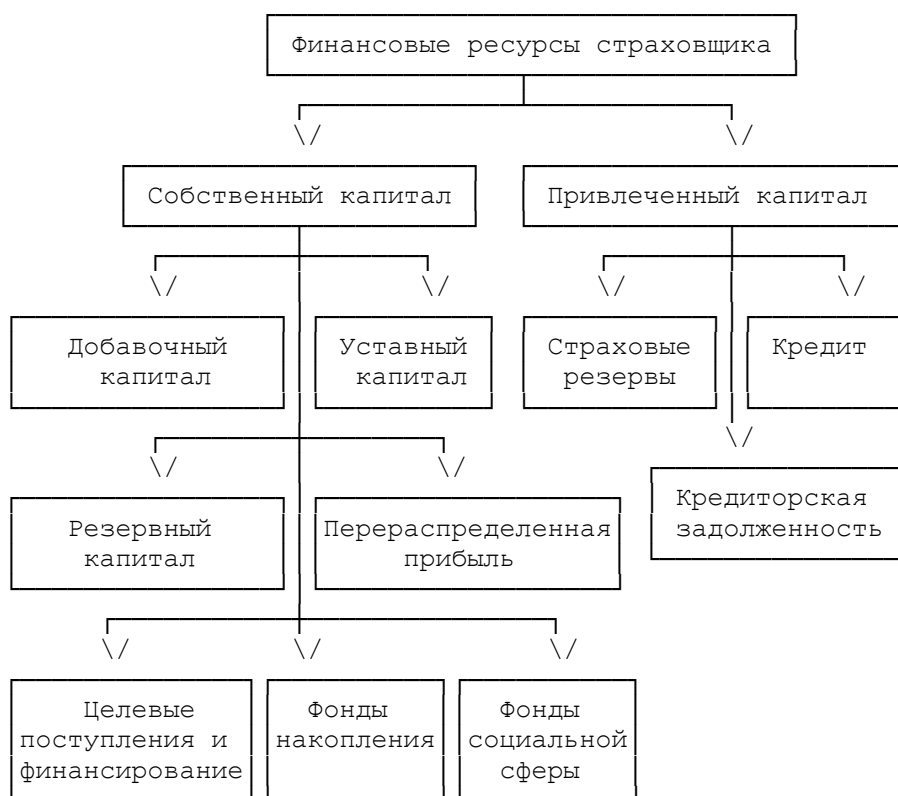 Финансовые ресурсы страховщика
Собственный капитал
Привлеченный капитал
Добавочный
капитал
Уставный
капитал
Страховые
резервы
Кредит
Резервный
капитал
Перераспределенная
прибыль
Кредиторская
задолженность
Целевые
поступления и
финансирование
Фонды
накопления
Фонды
социальной
сферы